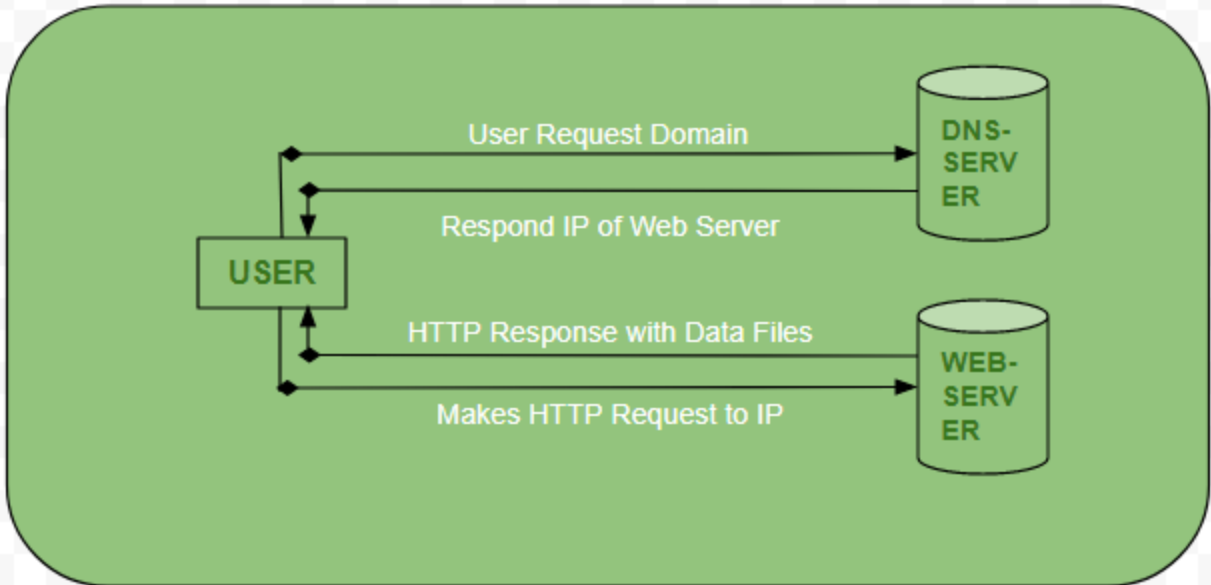 User Request Domain
DNS-
SERV
ER
Respond IP of Web Server
USER
HTTP Response with Data Files
WEB-
SERV
ER
Makes HTTP Request to IP